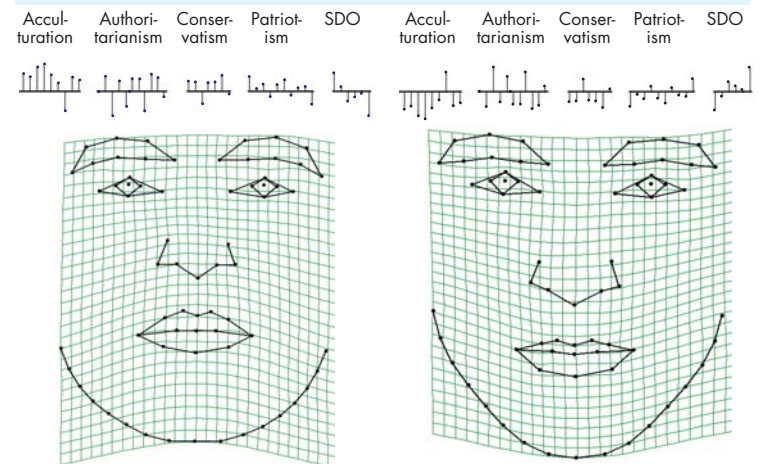 Accul- Authori- Conser- Patriot- SDO Accul- Authori- Conser- Patriot- SDO
turation tarianism vatism ism turation tarianism vatism ism